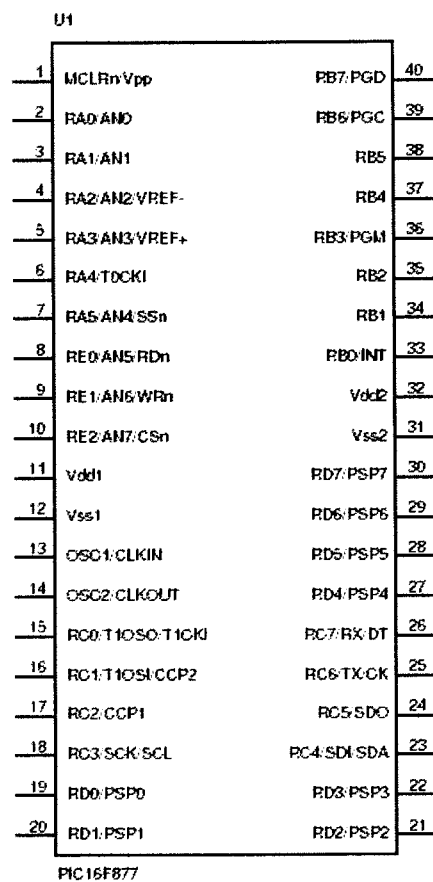 U1
1 MCLRn/Vpp RB7/PGD 40
2 RA0/AN0 RB6/PGC 39
3 RA1/AN1 RB5 38
4 RA2/AN2/VREF- RB4 37
5 RA3/AN3/VREF+ RB3/PGM 36
6 RA4/T0CKI RB2 35
7 RA5/AN4/SSn RB1 34
8 RE0/AN5/RDn RB0/INT 33
9 RE1/AN6/WRn Vdd2 32
10 RE2/AN7/CSn Vss2 31
11 Vdd1 RD7/PSP7 30
12 Vss1 RD6/PSP6 29
13 OSC1/CLKIN RD5/PSP5 28
14 OSC2/CLKOUT RD4/PSP4 27
15 RC0/T1OSO/T1CKI RC7/RX/DT 26
16 RC1/T1OSI/CCP2 RC6/TX/CK 25
17 RC2/CCP1 RC5/SDO 24
18 RC3/SCK/SCL RC4/SDI/SDA 23
19 RD0/PSP0 RD3/PSP3 22
20 RD1/PSP1 RD2/PSP2 21
PIC16F877